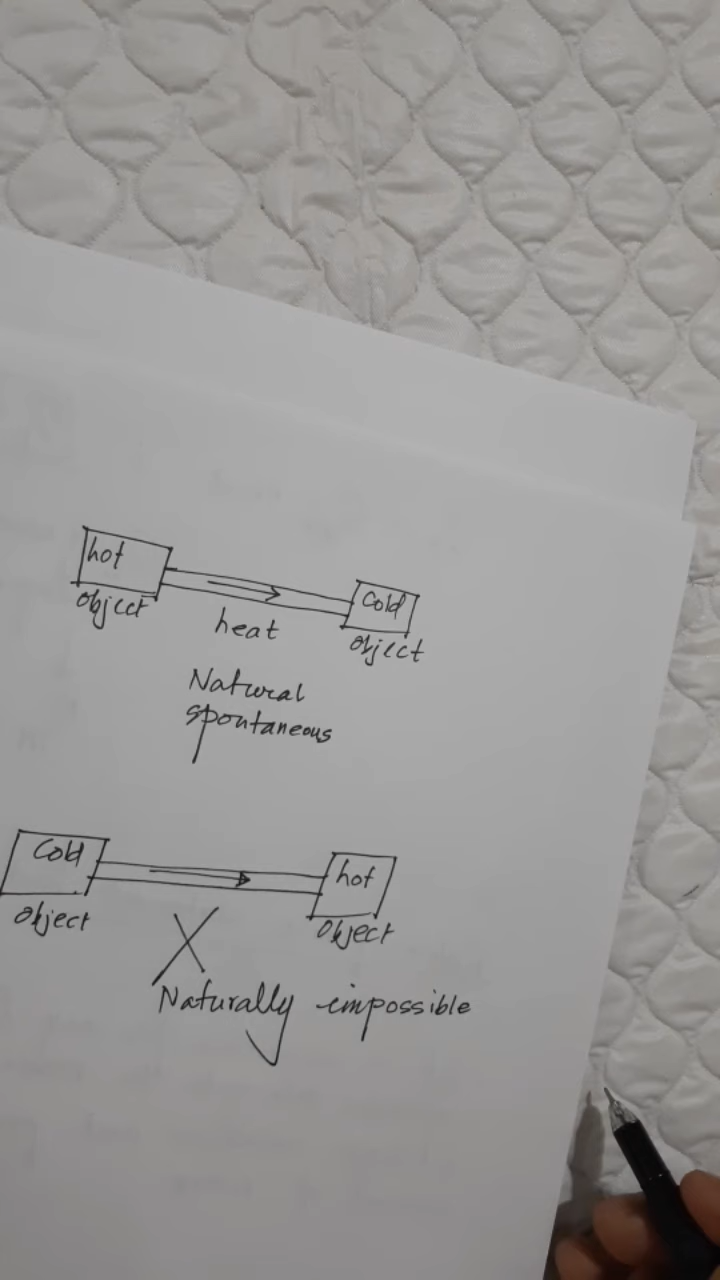 hot
object
heat
Cold
object
Natural
spontaneous
Cold
object
hot
object
X
Naturally impossible